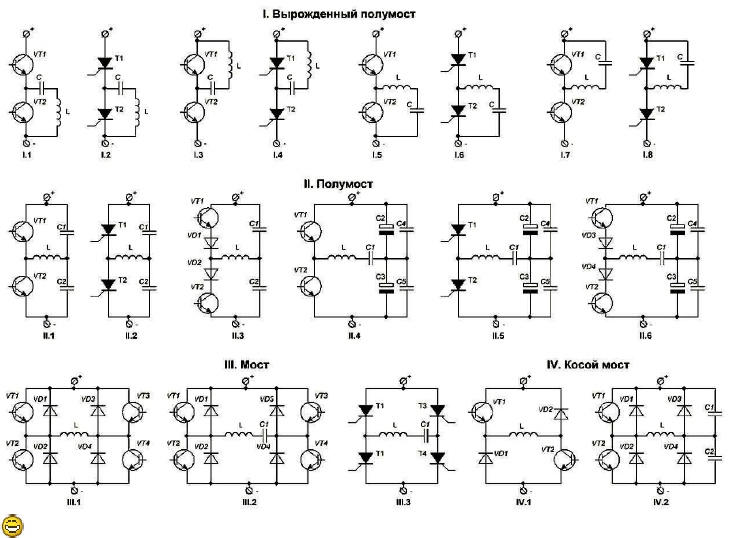 I. Вырожденный полумост
+ + + + + + + +
VT1 T1 VT1 L T1 L VT1 T1 VT1 C T1 C
C C C C L L L L
VT2 L T2 L VT2 T2 VT2 C T2 C VT2 T2
- - - - - - - -
I.1 I.2 I.3 I.4 I.5 I.6 I.7 I.8
II. Полумост
+ + + + + +
VT1 C1 T1 C1 VT1 C1 VT1 C2 C4 T1 C2 C4 VT1 C2 C4
VD1 VD3
L L L L C1 L C1 L C1
VD2 VD4
VT2 C2 T2 C2 VT2 C2 VT2 C3 C5 T2 C3 C5 VT2 C3 C5
- - - - - -
II.1 II.2 II.3 II.4 II.5 II.6
III. Мост IV. Косой мост
+ + + + +
VT1 VD1 VD3 VT3 VT1 VD1 VD3 VT3 T1 T3 VT1 VD2 VT1 VD1 VD3 C1
L L C1 L C1 L L
VT2 VD2 VD4 VT4 VT2 VD2 VD4 VT4 T1 T4 VD1 VT2 VT2 VD2 VD4 C2
- - - - -
III.1 III.2 III.3 IV.1 IV.2